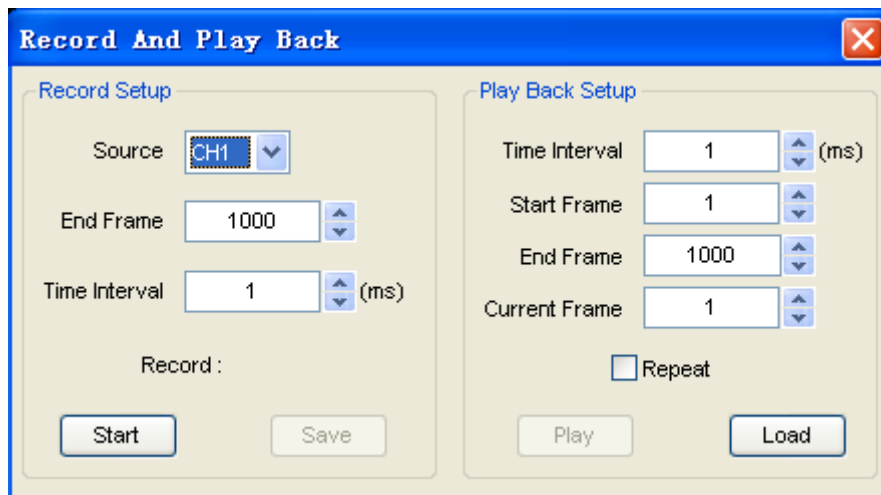 Record And Play Back
Record Setup
Source CH1
End Frame 1000
Time Interval 1 (ms)
Record :
Start Save
Play Back Setup
Time Interval 1 (ms)
Start Frame 1
End Frame 1000
Current Frame 1
Repeat
Play Load